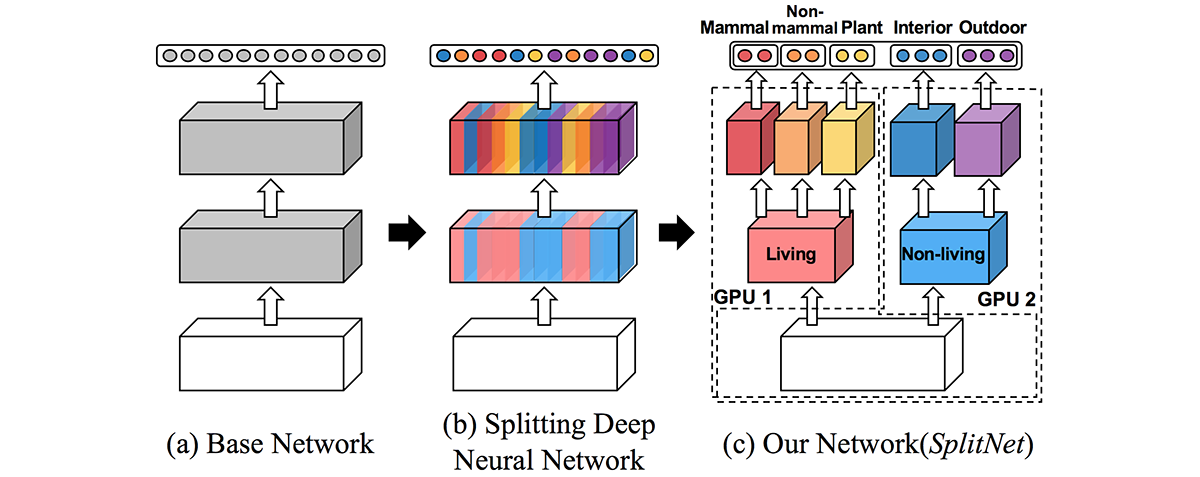 Mammal
Non-
mammal
Plant
Interior
Outdoor
Living
Non-living
GPU 1
GPU 2
(a) Base Network
(b) Splitting Deep
Neural Network
(c) Our Network(SplitNet)